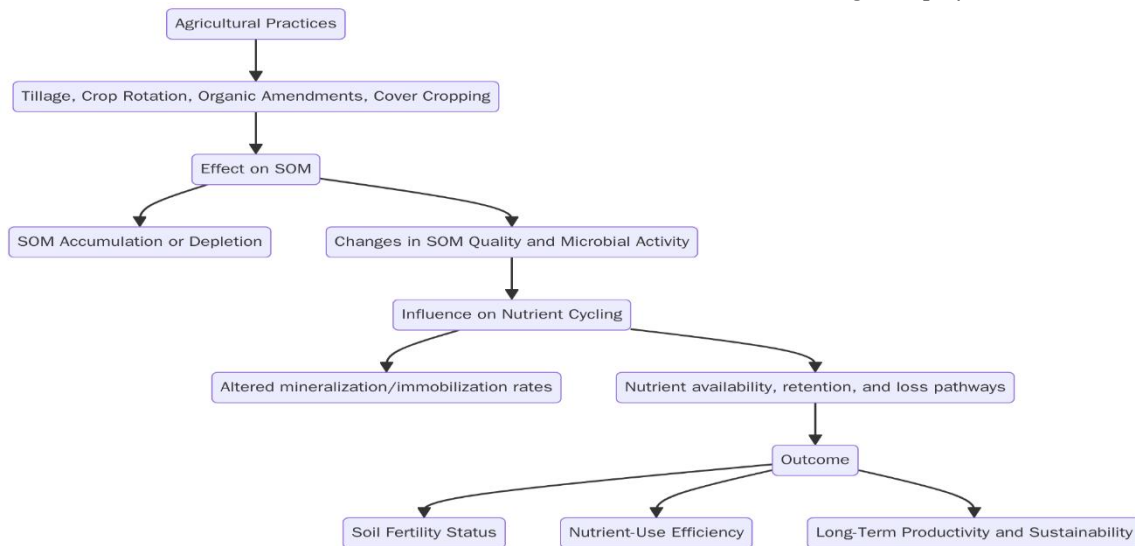 Agricultural Practices
Tillage, Crop Rotation, Organic Amendments, Cover Cropping
Effect on SOM
SOM Accumulation or Depletion
Changes in SOM Quality and Microbial Activity
Influence on Nutrient Cycling
Altered mineralization/immobilization rates
Nutrient availability, retention, and loss pathways
Outcome
Soil Fertility Status
Nutrient-Use Efficiency
Long-Term Productivity and Sustainability